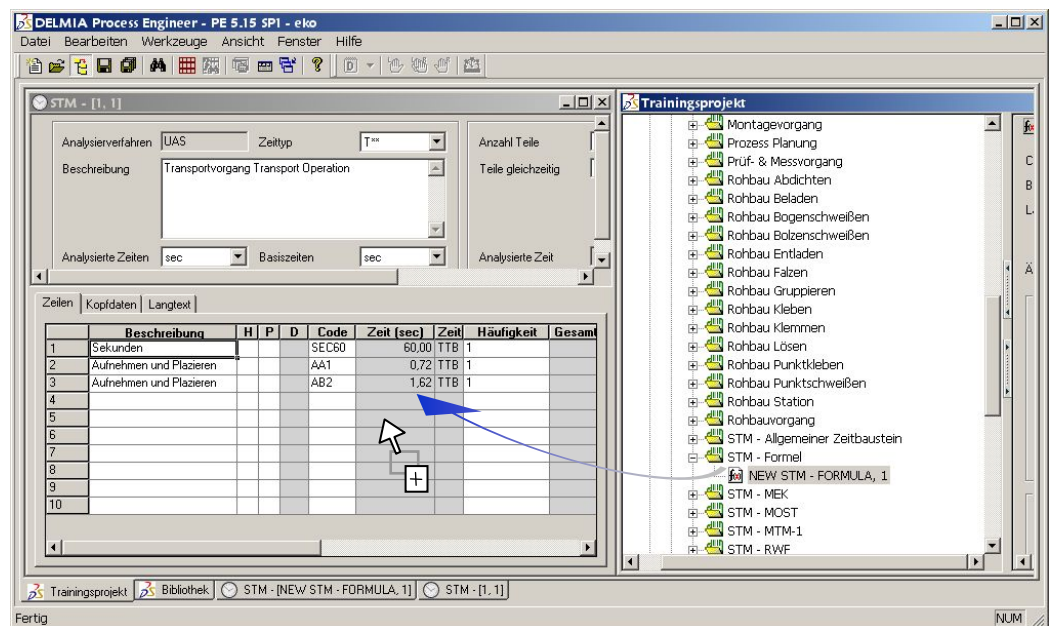 DELMIA Process Engineer - PE 5.15 SP1 - eko
Datei Bearbeiten Werkzeuge Ansicht Fenster Hilfe
D
STM - [1, 1]
Analysierverfahren UAS Zeittyp T** Anzahl Teile
Beschreibung Transportvorgang Transport Operation Teile gleichzeitig
Analysierte Zeiten sec Basiszeiten sec Analysierte Zeit
Zeilen Kopfdaten Langtext
Beschreibung H P D Code Zeit (sec) Zeit Häufigkeit Gesamt
1 Sekunden SEC60 60,00 TTB 1
2 Aufnehmen und Plazieren AA1 0,72 TTB 1
3 Aufnehmen und Plazieren AB2 1,62 TTB 1
4
5
6
7
8
9
10
Trainingsprojekt
Montagevorgang
Prozess Planung
Prüf- & Messvorgang
Rohbau Abdichten
Rohbau Beladen
Rohbau Bogenschweißen
Rohbau Bolzenschweißen
Rohbau Entladen
Rohbau Falzen
Rohbau Gruppieren
Rohbau Kleben
Rohbau Klemmen
Rohbau Lösen
Rohbau Punktkleben
Rohbau Punktschweißen
Rohbau Station
Rohbauvorgang
STM - Allgemeiner Zeitbaustein
STM - Formel
NEW STM - FORMULA, 1
STM - MEK
STM - MOST
STM - MTM-1
STM - RWF
Trainingsprojekt Bibliothek STM - [NEW STM - FORMULA, 1] STM - [1, 1]
Fertig NUM